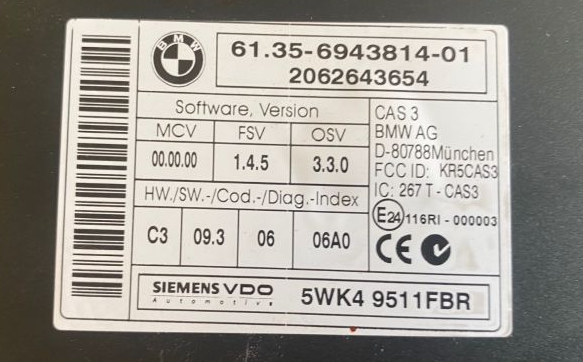 BMW
61.35-6943814-01
2062643654
Software, Version
MCV FSV OSV
00.00.00 1.4.5 3.3.0
HW./SW.-/Cod.-/Diag.-Index
C3 09.3 06 06A0
CAS 3
BMW AG
D-80788München
FCC ID: KR5CAS3
IC: 267 T - CAS3
E24 116RI - 000003
CE
SIEMENS VDO
Automotive
5WK4 9511FBR